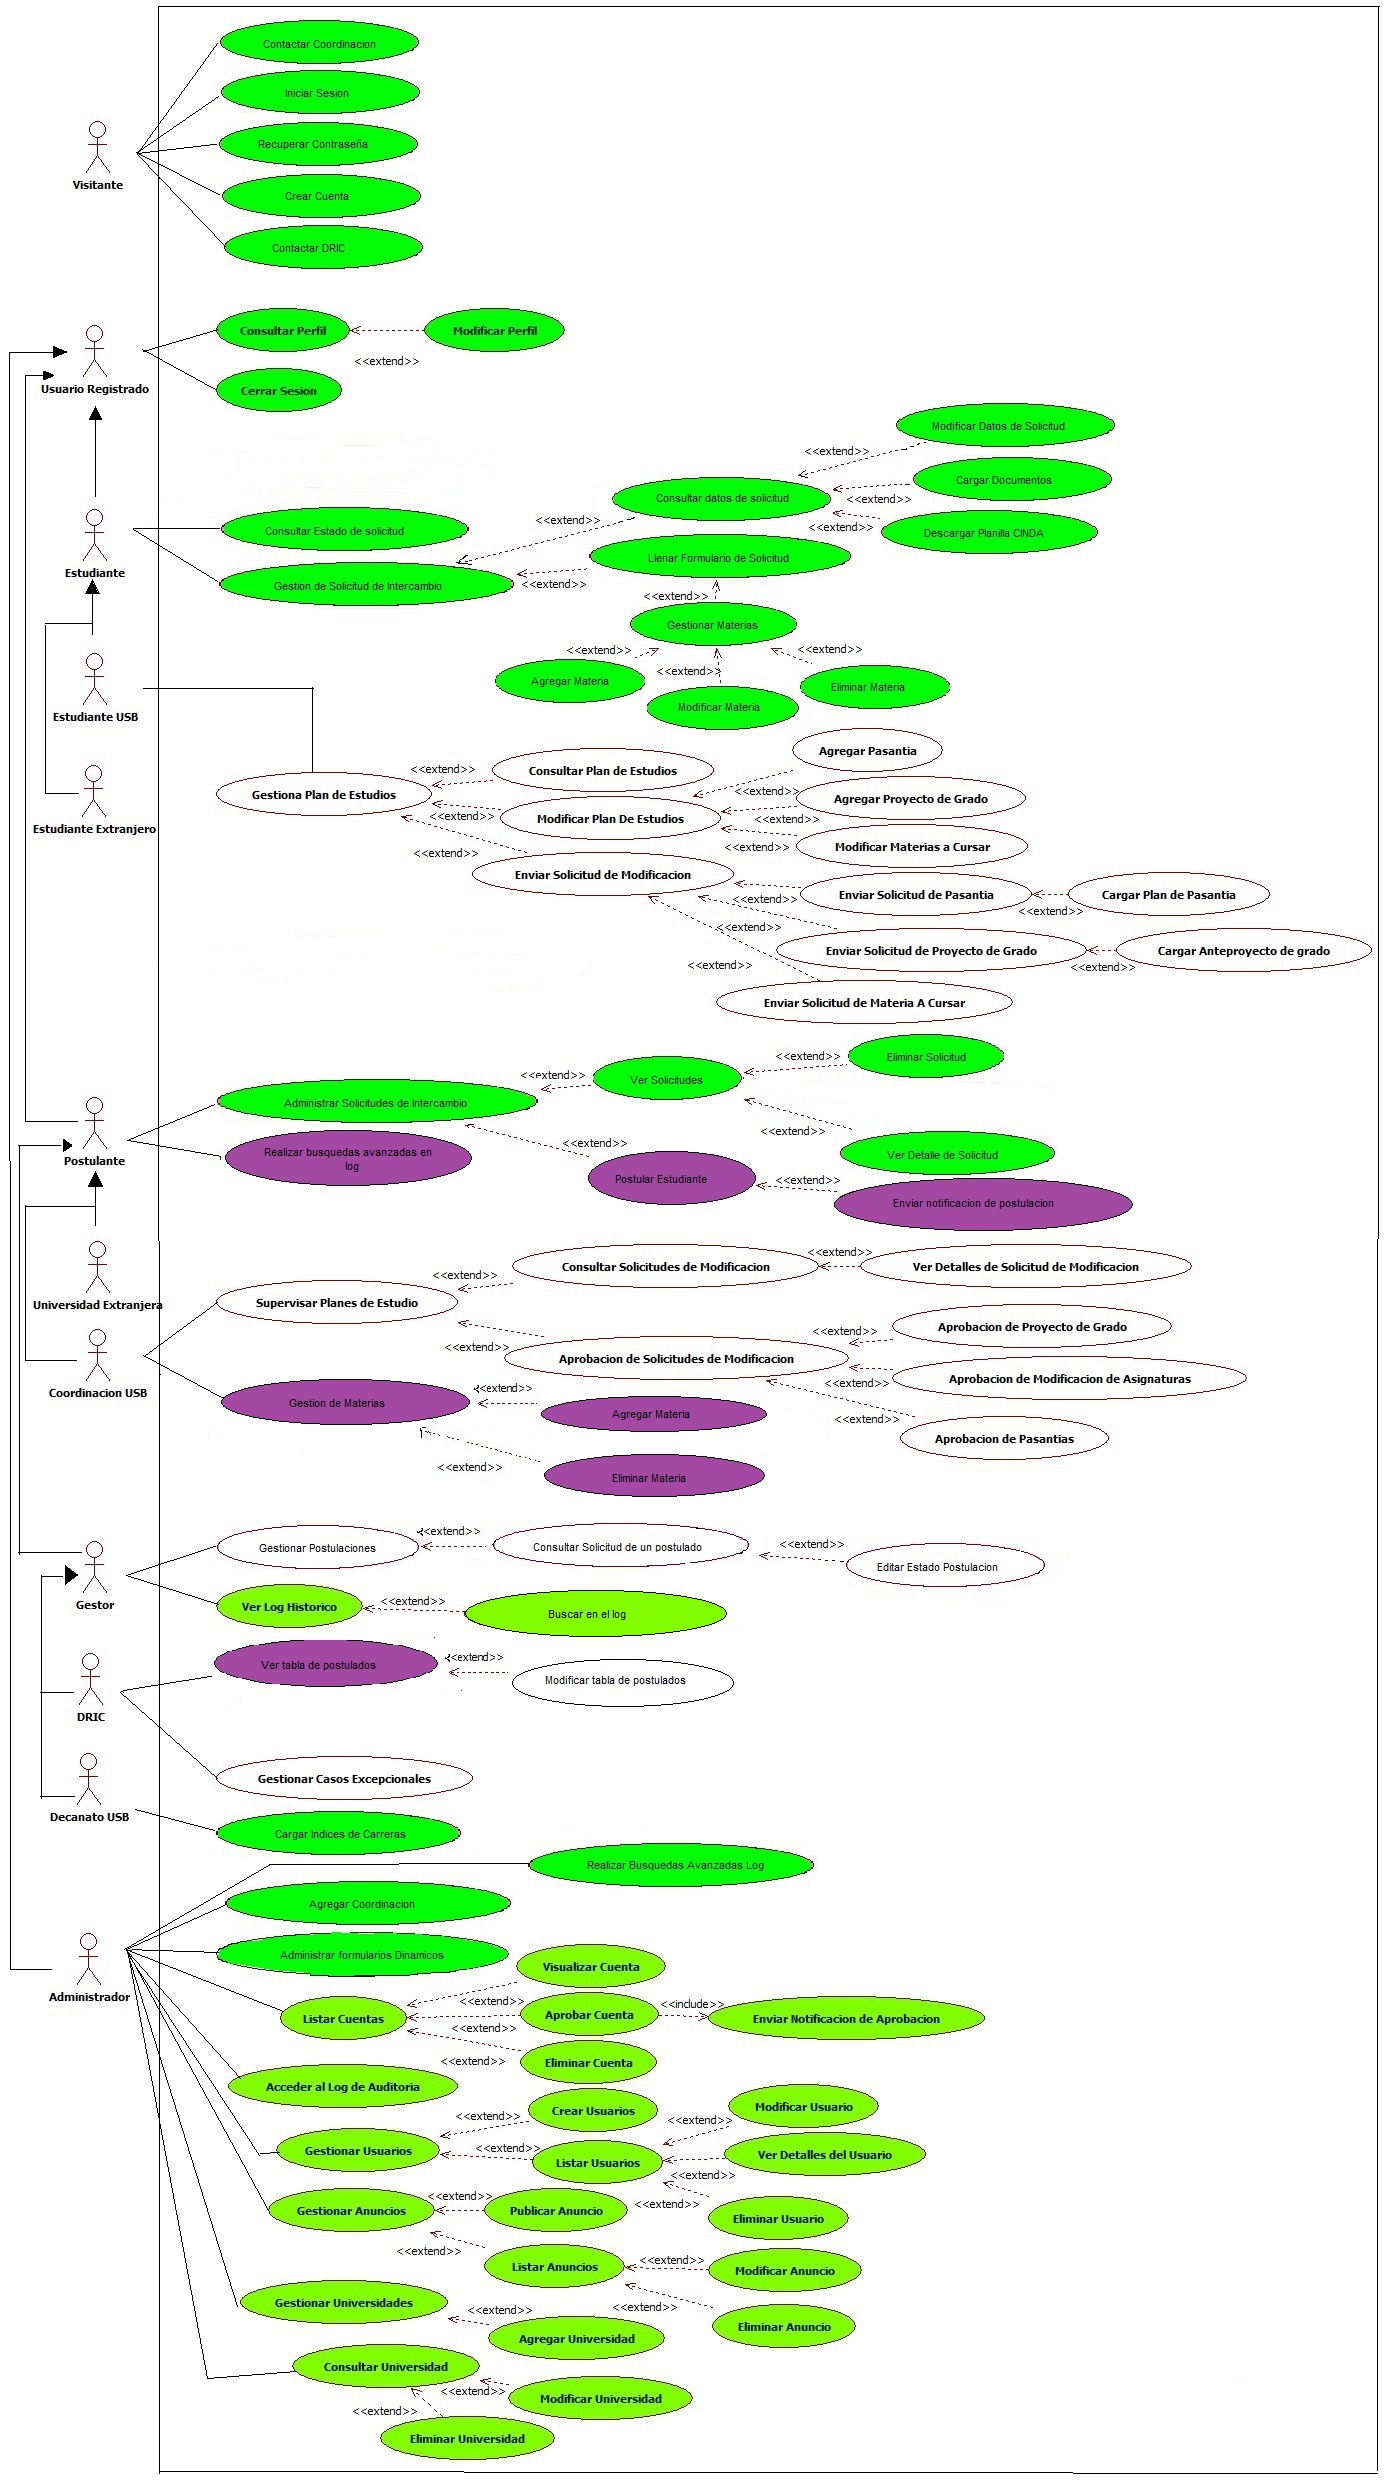 Contactar Coordinacion
Iniciar Sesion
Recuperar Contraseña
Visitante
Crear Cuenta
Contactar DRIC
Consultar Perfil
Modificar Perfil
<<extend>>
Usuario Registrado
Cerrar Sesion
Modificar Datos de Solicitud
<<extend>>
Cargar Documentos
Consultar datos de solicitud
<<extend>>
<<extend>>
<<extend>>
Consultar Estado de solicitud
Descargar Planilla CINDA
Llenar Formulario de Solicitud
Estudiante
Gestion de Solicitud de Intercambio
<<extend>>
<<extend>>
Gestionar Materias
<<extend>>
<<extend>>
<<extend>>
Agregar Materia
Eliminar Materia
Modificar Materia
Estudiante USB
Agregar Pasantia
<<extend>>
Consultar Plan de Estudios
<<extend>>
Gestiona Plan de Estudios
Agregar Proyecto de Grado
<<extend>>
Modificar Plan De Estudios
<<extend>>
Estudiante Extranjero
<<extend>>
Modificar Materias a Cursar
<<extend>>
Enviar Solicitud de Modificacion
Enviar Solicitud de Pasantia
Cargar Plan de Pasantia
<<extend>>
<<extend>>
<<extend>>
Enviar Solicitud de Proyecto de Grado
Cargar Anteproyecto de grado
<<extend>>
<<extend>>
Enviar Solicitud de Materia A Cursar
Eliminar Solicitud
<<extend>>
<<extend>>
Ver Solicitudes
Administrar Solicitudes de Intercambio
<<extend>>
<<extend>>
Realizar busquedas avanzadas en
log
Ver Detalle de Solicitud
Postulante
Postular Estudiante
<<extend>>
Enviar notificacion de postulacion
<<extend>>
Consultar Solicitudes de Modificacion
Ver Detalles de Solicitud de Modificacion
<<extend>>
Universidad Extranjera
Supervisar Planes de Estudio
Aprobacion de Proyecto de Grado
<<extend>>
<<extend>>
Aprobacion de Solicitudes de Modificacion
Aprobacion de Modificacion de Asignaturas
<<extend>>
Coordinacion USB
<<extend>>
Gestion de Materias
Agregar Materia
Aprobacion de Pasantias
<<extend>>
Eliminar Materia
<<extend>>
Gestionar Postulaciones
Consultar Solicitud de un postulado
<<extend>>
Editar Estado Postulacion
Gestor
Ver Log Historico
<<extend>>
Buscar en el log
<<extend>>
Ver tabla de postulados
Modificar tabla de postulados
DRIC
Gestionar Casos Excepcionales
Decanato USB
Cargar Indices de Carreras
Realizar Busquedas Avanzadas Log
Agregar Coordinacion
Administrar formularios Dinamicos
Visualizar Cuenta
Administrador
<<extend>>
<<include>>
Listar Cuentas
Aprobar Cuenta
Enviar Notificacion de Aprobacion
<<extend>>
<<extend>>
Eliminar Cuenta
Acceder al Log de Auditoria
Modificar Usuario
<<extend>>
Crear Usuarios
<<extend>>
Gestionar Usuarios
<<extend>>
Ver Detalles del Usuario
Listar Usuarios
<<extend>>
<<extend>>
<<extend>>
Gestionar Anuncios
Publicar Anuncio
Eliminar Usuario
<<extend>>
<<extend>>
Listar Anuncios
Modificar Anuncio
Gestionar Universidades
<<extend>>
<<extend>>
Eliminar Anuncio
Agregar Universidad
Consultar Universidad
<<extend>>
Modificar Universidad
<<extend>>
Eliminar Universidad